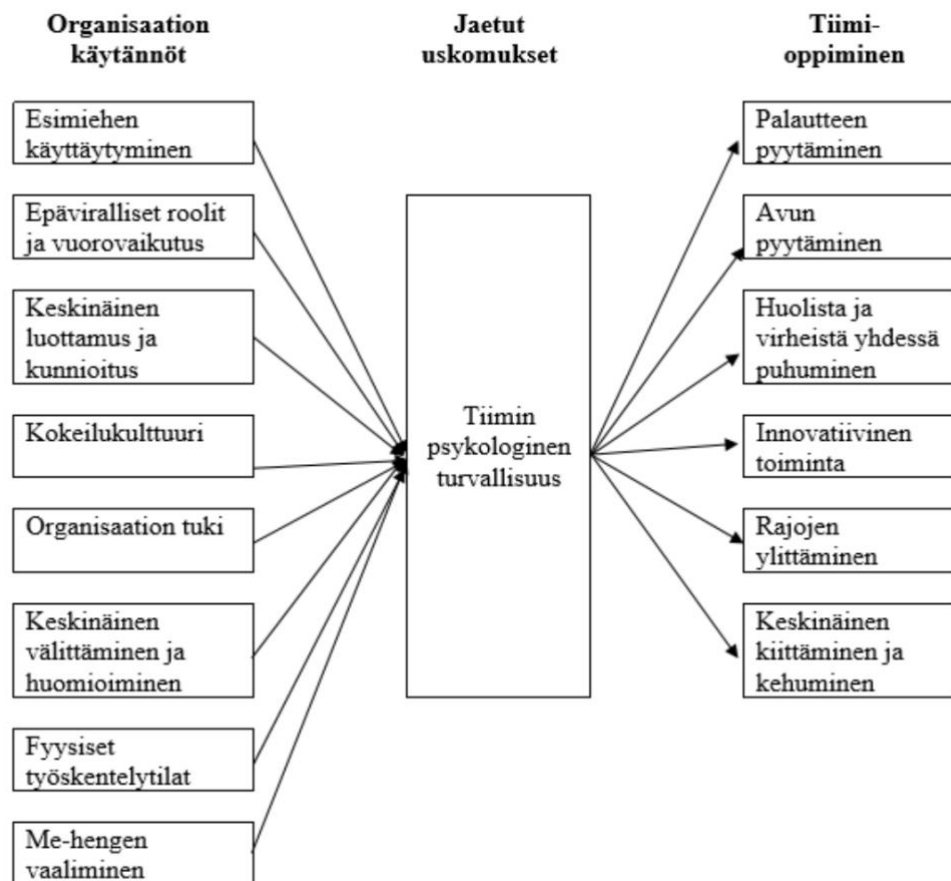 Organisaation
käytännöt
Jaetut
uskomukset
Tiimi-
oppiminen
Esimiehen
käyttäytyminen
Epäviralliset roolit
ja vuorovaikutus
Keskinäinen
luottamus ja
kunnioitus
Kokeilukulttuuri
Organisaation tuki
Keskinäinen
välittäminen ja
huomioiminen
Fyysiset
työskentelytilat
Me-hengen
vaaliminen
Tiimin
psykologinen
turvallisuus
Palautteen
pyytäminen
Avun
pyytäminen
Huolista ja
virheistä yhdessä
puhuminen
Innovatiivinen
toiminta
Rajojen
ylittäminen
Keskinäinen
kiittäminen ja
kehuminen